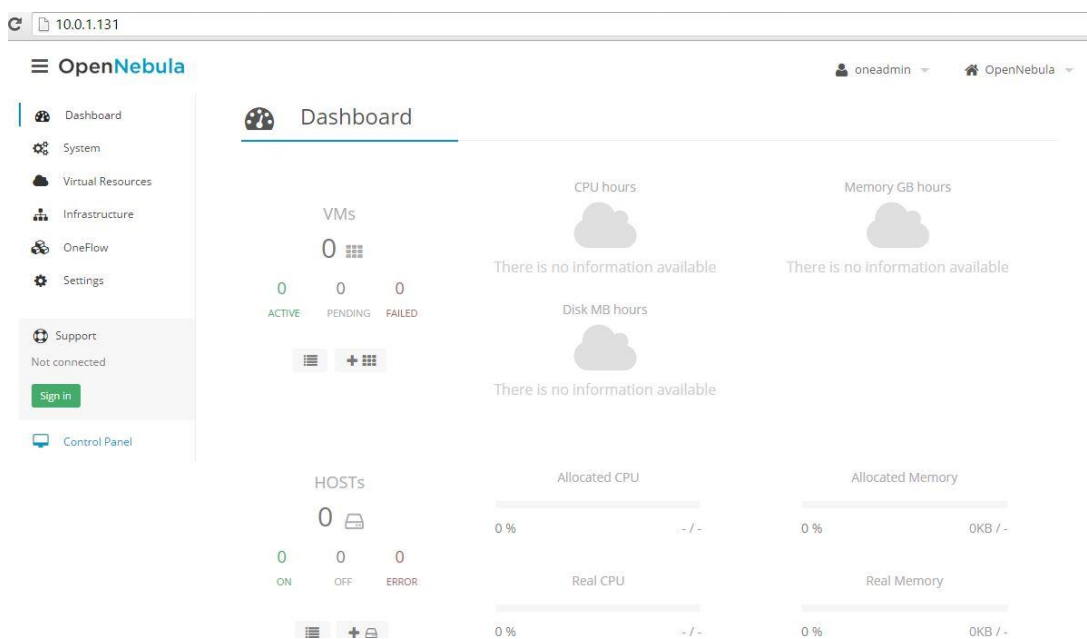 10.0.1.131
OpenNebula
oneadmin
OpenNebula
Dashboard
System
Virtual Resources
Infrastructure
OneFlow
Settings
Support
Not connected
Sign in
Control Panel
Dashboard
VMs
0
0 0 0
ACTIVE PENDING FAILED
CPU hours
There is no information available
Memory GB hours
There is no information available
Disk MB hours
There is no information available
HOSTs
0
0 0 0
ON OFF ERROR
Allocated CPU
0 % - / -
Allocated Memory
0 % 0KB / -
Real CPU
0 % - / -
Real Memory
0 % 0KB / -